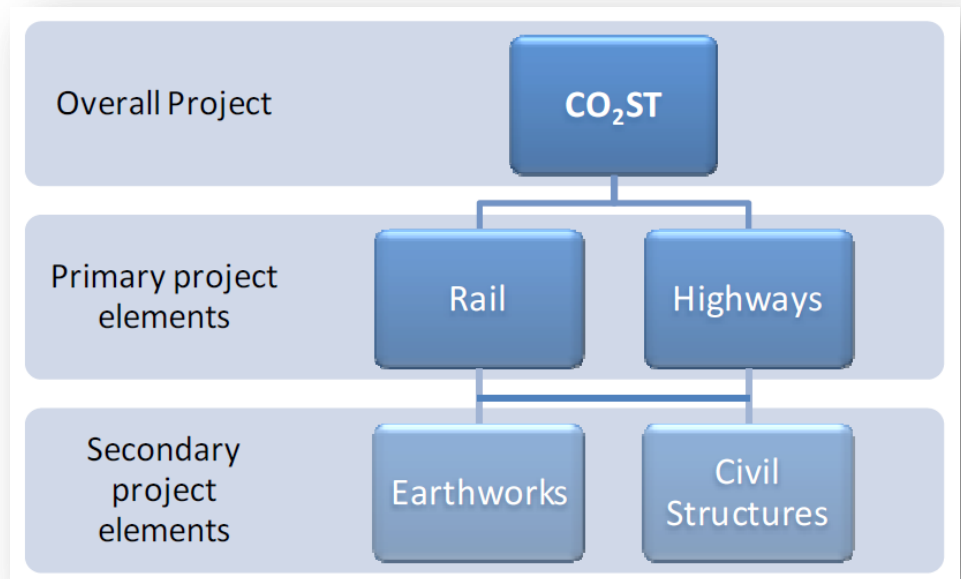 Overall Project
CO₂ST
Primary project
elements
Rail
Highways
Secondary
project
elements
Earthworks
Civil
Structures